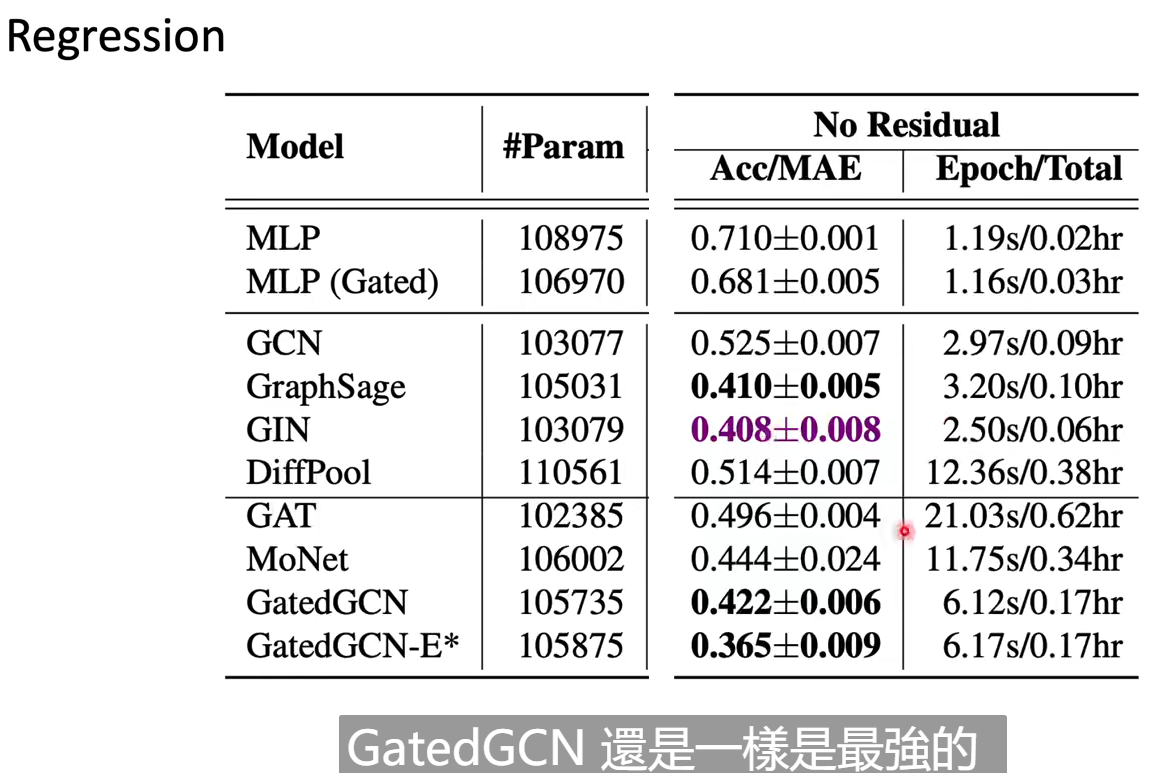 Regression
Model #Param No Residual
Acc/MAE Epoch/Total
MLP 108975 0.710±0.001 1.19s/0.02hr
MLP (Gated) 106970 0.681±0.005 1.16s/0.03hr
GCN 103077 0.525±0.007 2.97s/0.09hr
GraphSage 105031 0.410±0.005 3.20s/0.10hr
GIN 103079 0.408±0.008 2.50s/0.06hr
DiffPool 110561 0.514±0.007 12.36s/0.38hr
GAT 102385 0.496±0.004 21.03s/0.62hr
MoNet 106002 0.444±0.024 11.75s/0.34hr
GatedGCN 105735 0.422±0.006 6.12s/0.17hr
GatedGCN-E* 105875 0.365±0.009 6.17s/0.17hr
GatedGCN 還是一樣是最強的